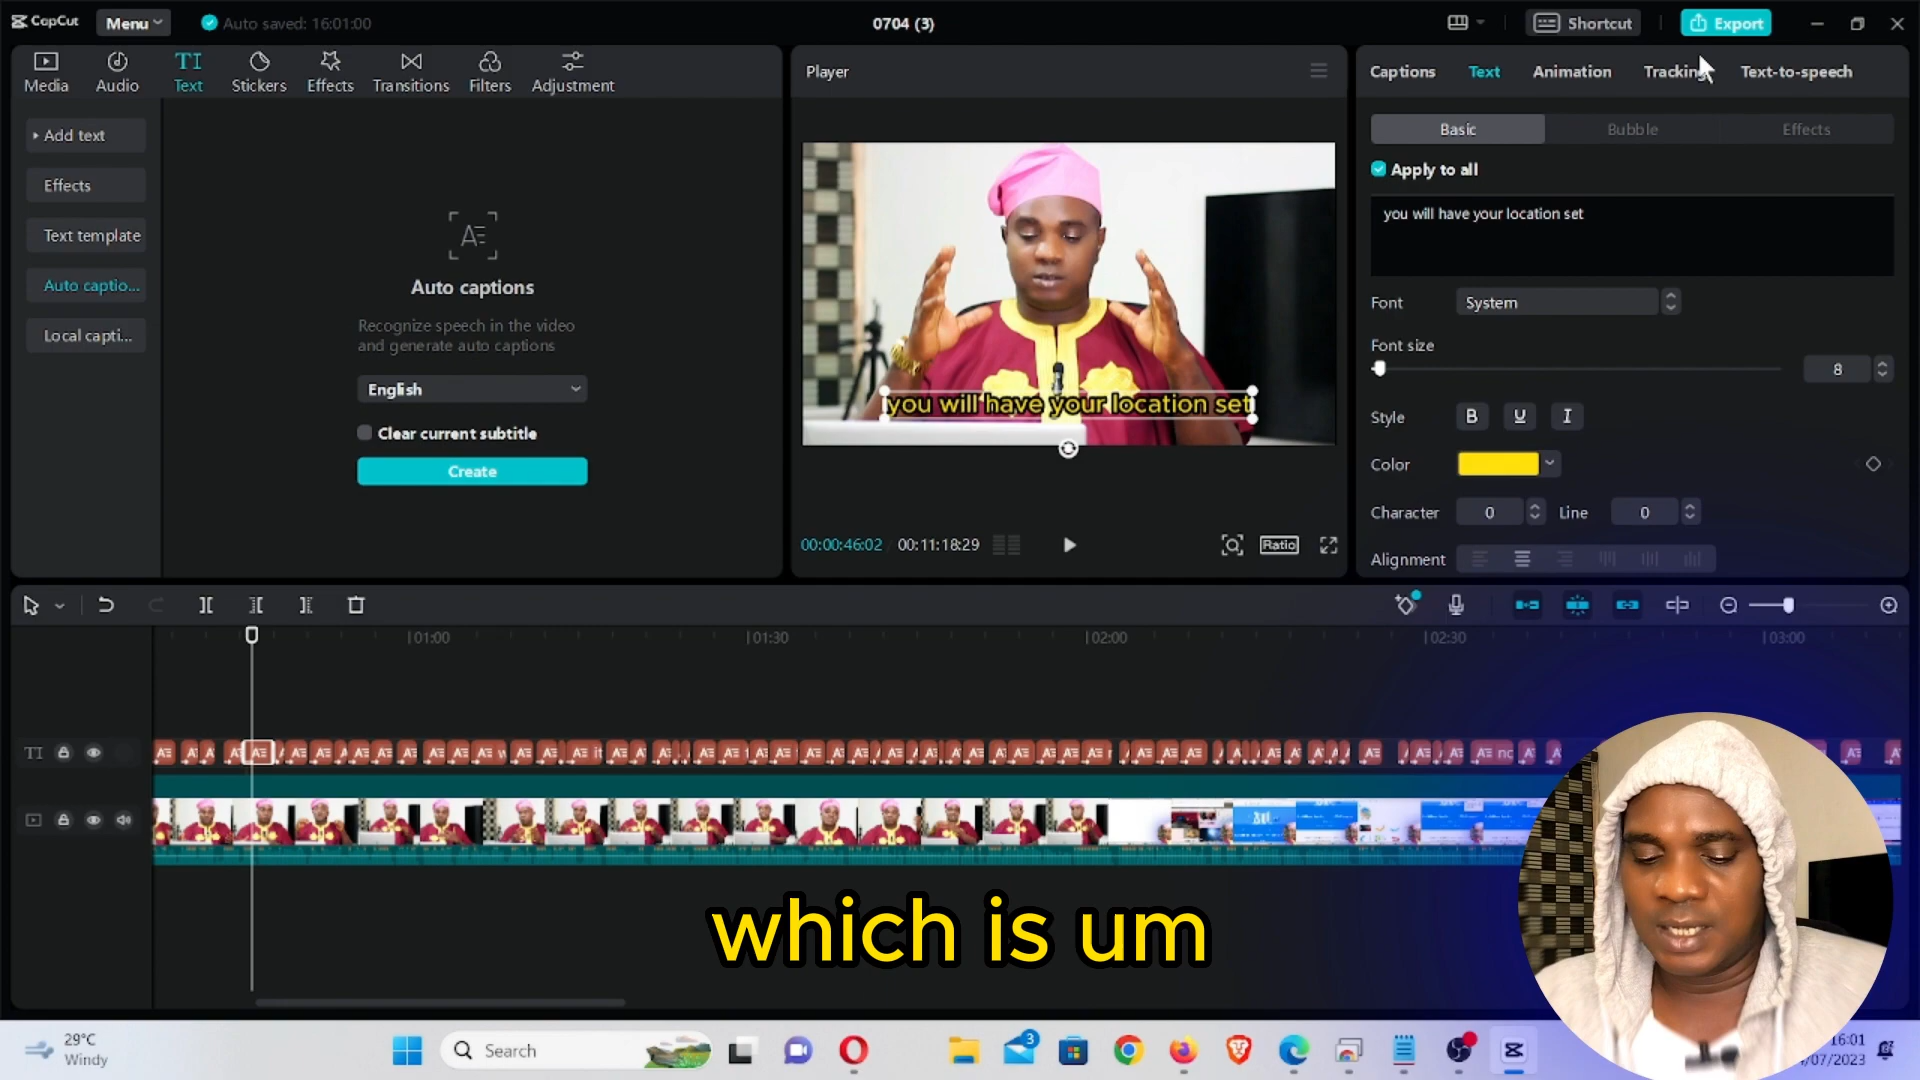 CapCut
Menu
Auto saved: 16:01:00
0704 (3)
Shortcut
Export
Media
Audio
TI
Text
Stickers
Effects
Transitions
Filters
Adjustment
Player
Captions
Text
Animation
Tracking
Text-to-speech
Add text
Effects
Text template
Auto captio...
Local capti...
Auto captions
Recognize speech in the video
and generate auto captions
English
Clear current subtitle
Create
you will have your location set
00:00:46:02
00:11:18:29
Ratio
Basic
Bubble
Effects
Apply to all
you will have your location set
Font
System
Font size
8
Style
B
U
I
Color
Character
0
Line
0
Alignment
01:00
01:30
02:00
02:30
03:00
TI
which is um
29°C
Windy
Search
3
16:01
/07/2023